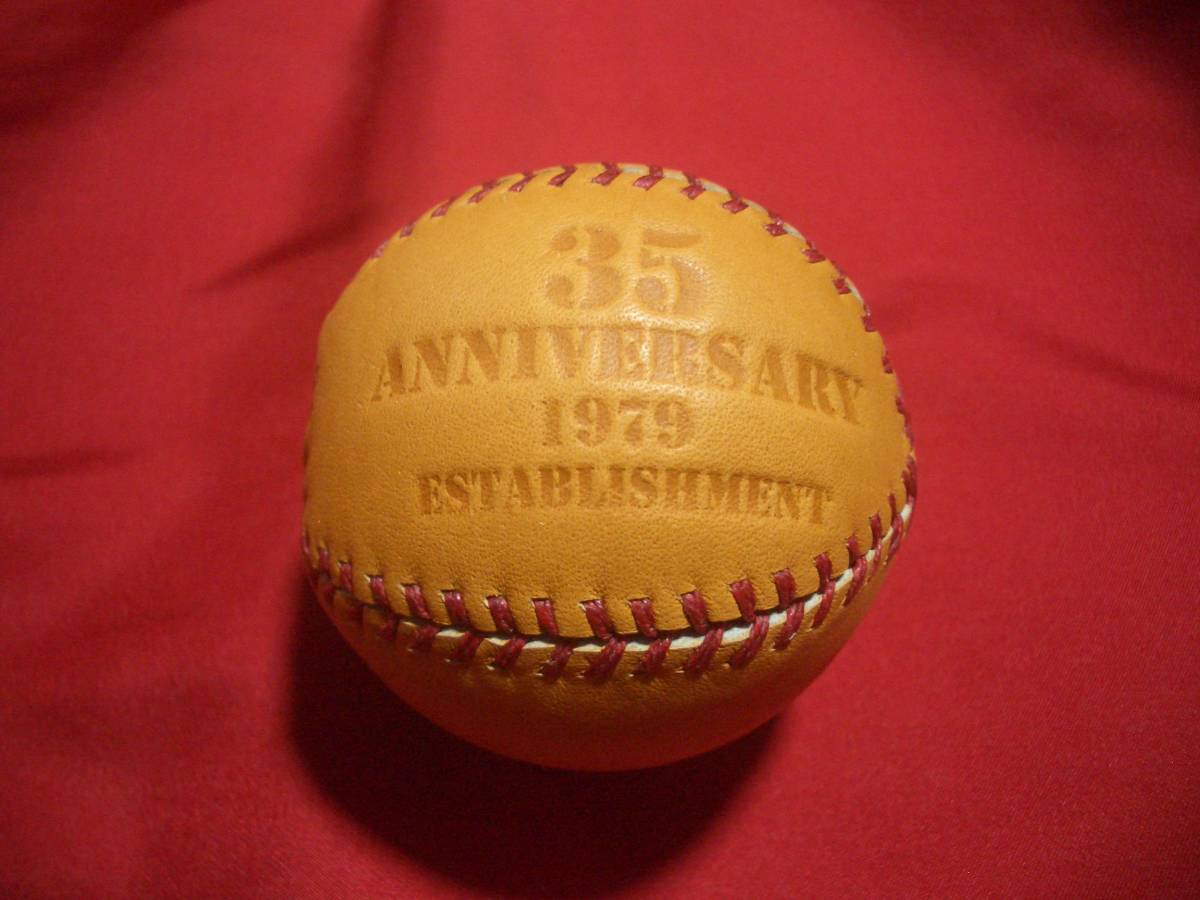 35
ANNIVERSARY
1979
ESTABLISHMENT